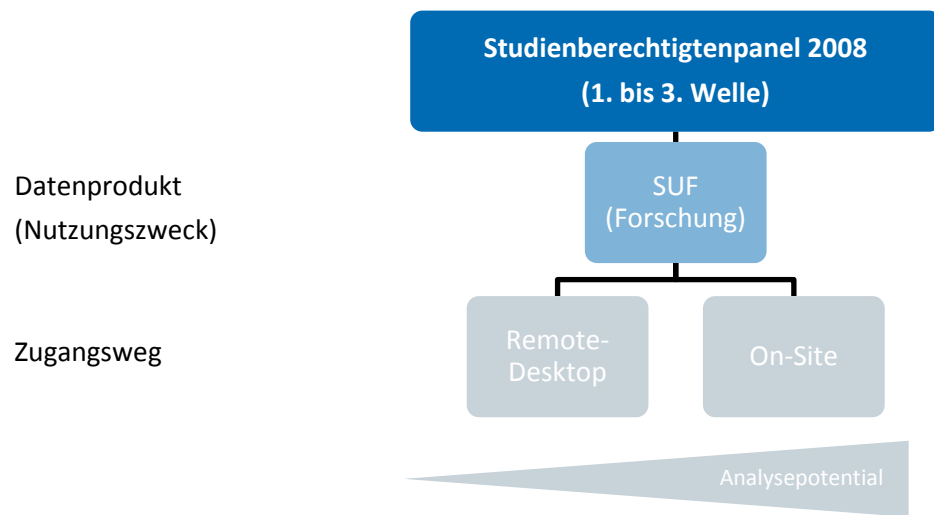 Studienberechtigtenpanel 2008
(1. bis 3. Welle)
Datenprodukt
(Nutzungszweck)
SUF
(Forschung)
Zugangsweg
Remote-
Desktop
On-Site
Analysepotential